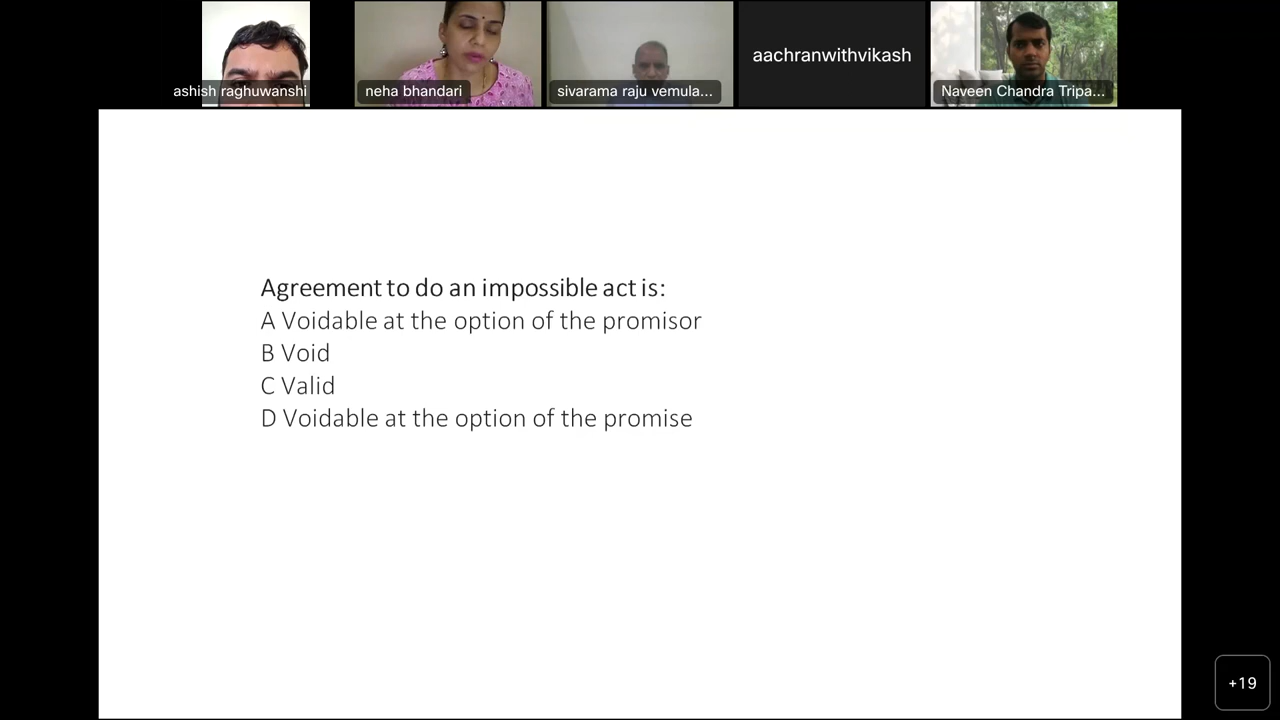 ashish raghuwanshi
neha bhandari
sivarama raju vemula...
aachranwithvikash
Naveen Chandra Tripa...
Agreement to do an impossible act is:
A Voidable at the option of the promisor
B Void
C Valid
D Voidable at the option of the promise
+19